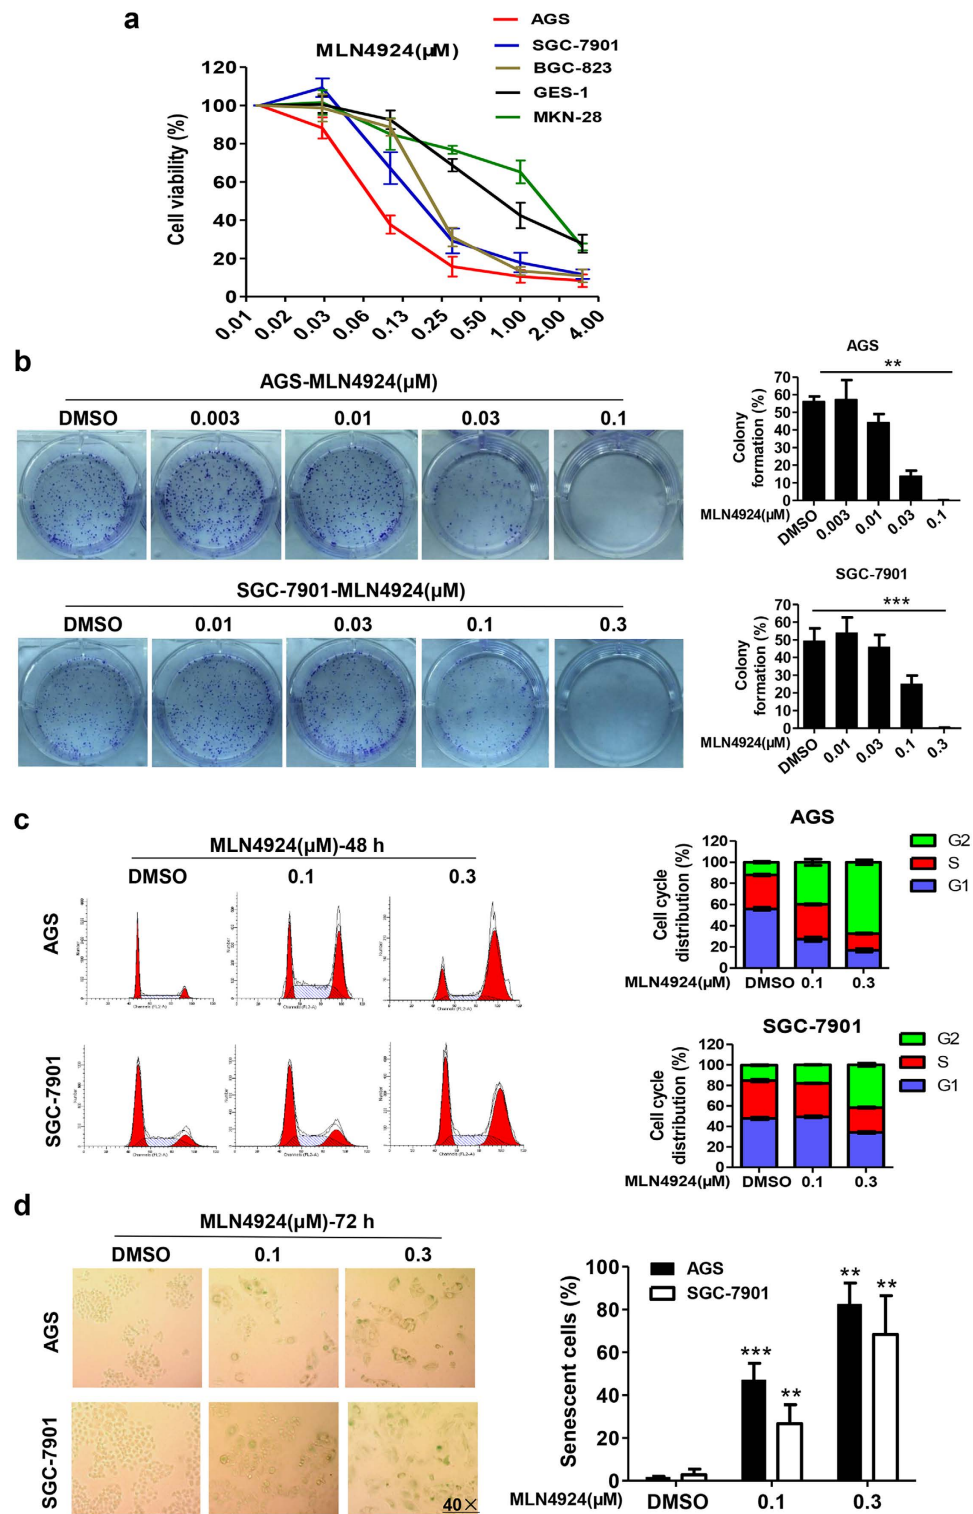 a
MLN4924(µM)
AGS
SGC-7901
BGC-823
GES-1
MKN-28
Cell viability (%)
120
100
80
60
40
20
0
0.01 0.02 0.03 0.06 0.13 0.25 0.50 1.00 2.00 4.00
b
AGS-MLN4924(µM)
DMSO 0.003 0.01 0.03 0.1
AGS
**
Colony
formation (%)
70
60
50
40
30
20
10
0
MLN4924(µM)
DMSO 0.003 0.01 0.03 0.1
SGC-7901-MLN4924(µM)
DMSO 0.01 0.03 0.1 0.3
SGC-7901
***
Colony
formation (%)
70
60
50
40
30
20
10
0
MLN4924(µM)
DMSO 0.01 0.03 0.1 0.3
c
MLN4924(µM)-48 h
DMSO 0.1 0.3
AGS
SGC-7901
AGS
Cell cycle
distribution (%)
120
100
80
60
40
20
0
MLN4924(µM) DMSO 0.1 0.3
G2
S
G1
SGC-7901
Cell cycle
distribution (%)
120
100
80
60
40
20
0
MLN4924(µM) DMSO 0.1 0.3
G2
S
G1
d
MLN4924(µM)-72 h
DMSO 0.1 0.3
AGS
SGC-7901
40×
Senescent cells (%)
100
80
60
40
20
0
AGS
SGC-7901
***
**
**
**
MLN4924(µM) DMSO 0.1 0.3